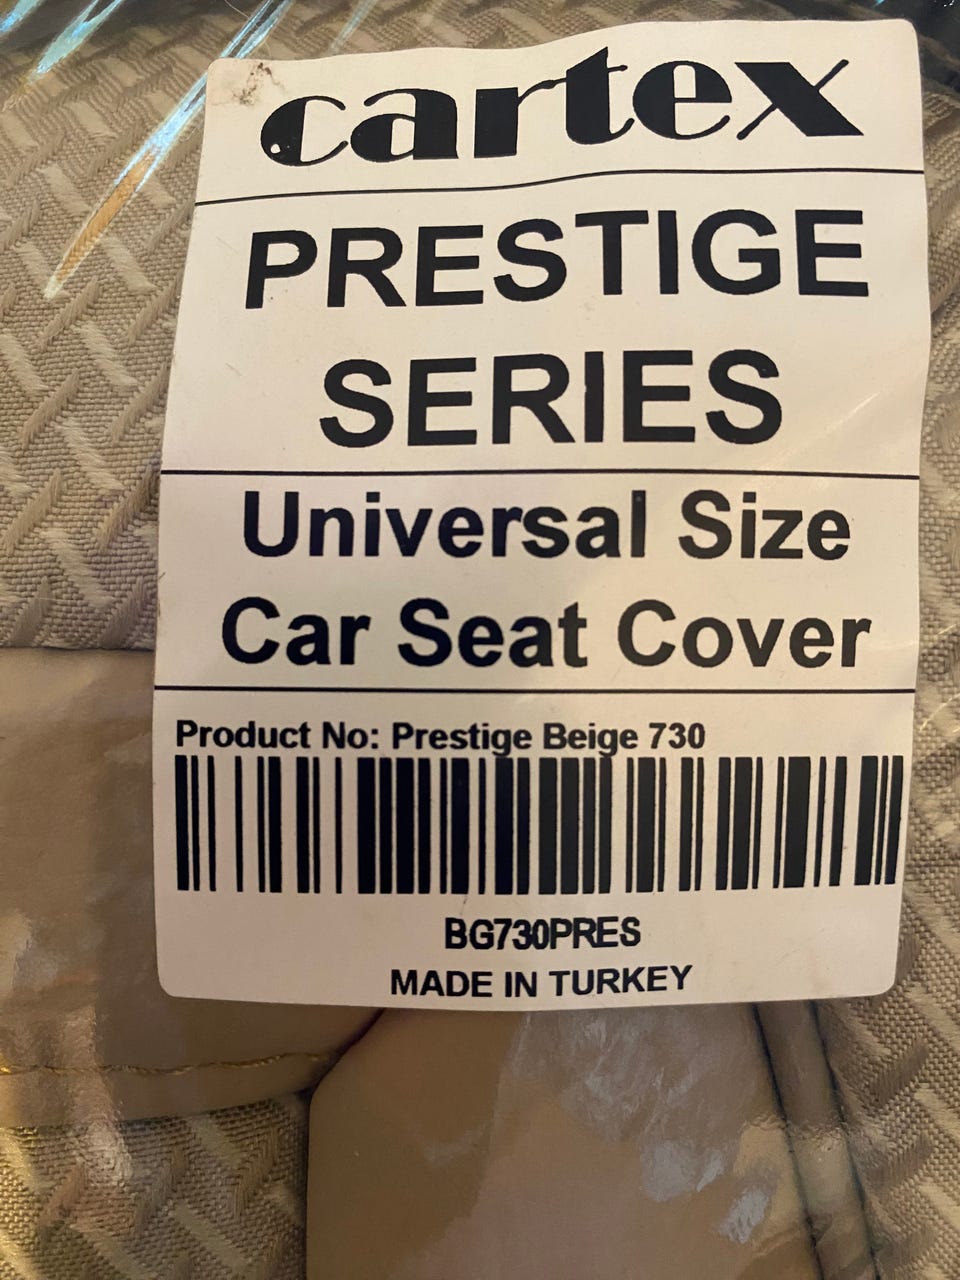 cartex
PRESTIGE
SERIES
Universal Size
Car Seat Cover
Product No: Prestige Beige 730
BG730PRES
MADE IN TURKEY